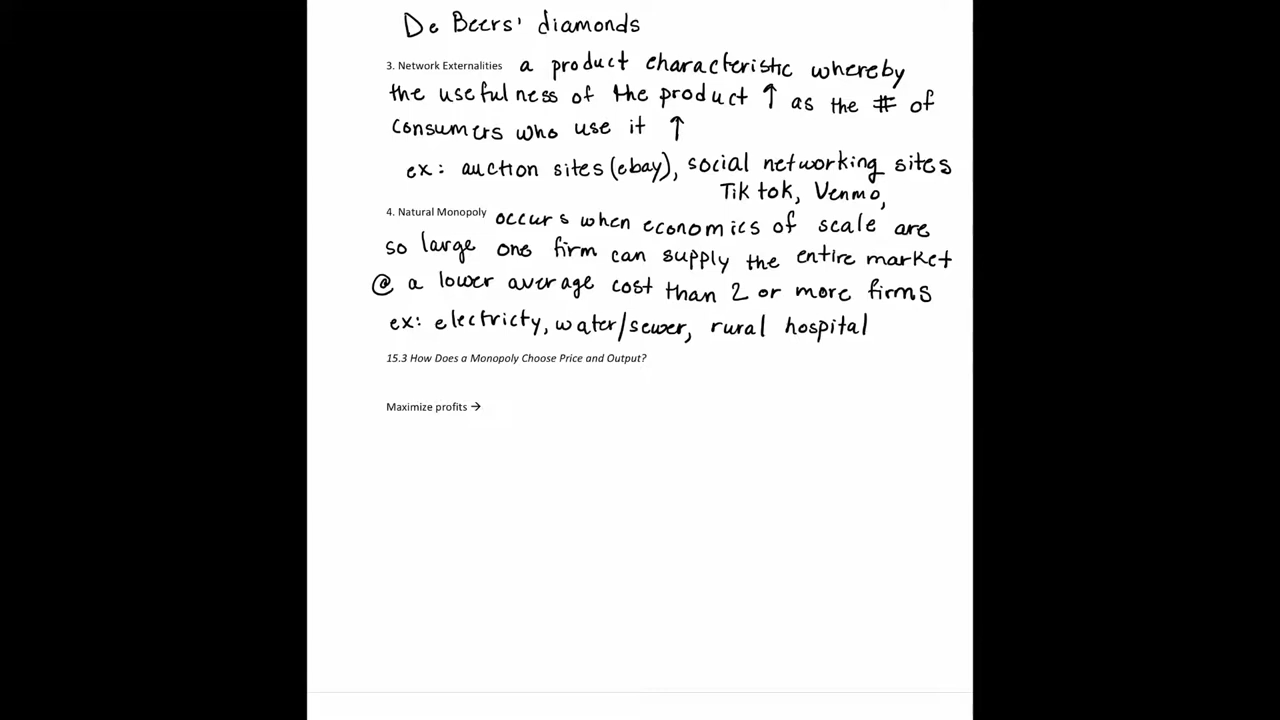 De Beers' diamonds
3. Network Externalities a product characteristic whereby
the usefulness of the product ↑ as the # of
consumers who use it ↑
ex: auction sites (ebay), social networking sites
Tik tok, Venmo,
4. Natural Monopoly occurs when economics of scale are
so large one firm can supply the entire market
@ a lower average cost than 2 or more firms
ex: electricty, water/sewer, rural hospital
15.3 How Does a Monopoly Choose Price and Output?
Maximize profits →